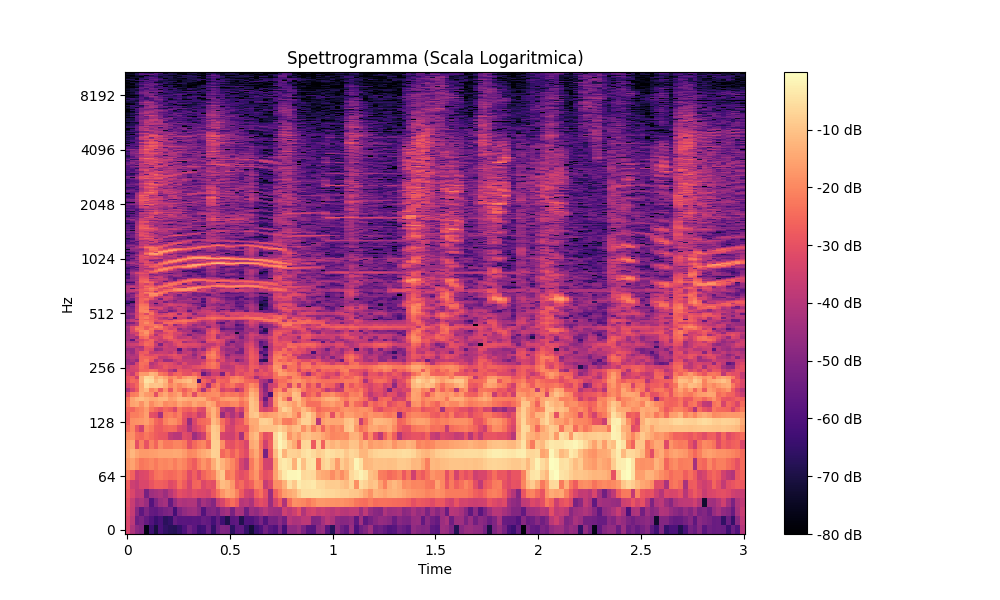 Spettrogramma (Scala Logaritmica)
Hz
8192
4096
2048
1024
512
256
128
64
0
0
0.5
1
1.5
2
2.5
3
Time
-10 dB
-20 dB
-30 dB
-40 dB
-50 dB
-60 dB
-70 dB
-80 dB